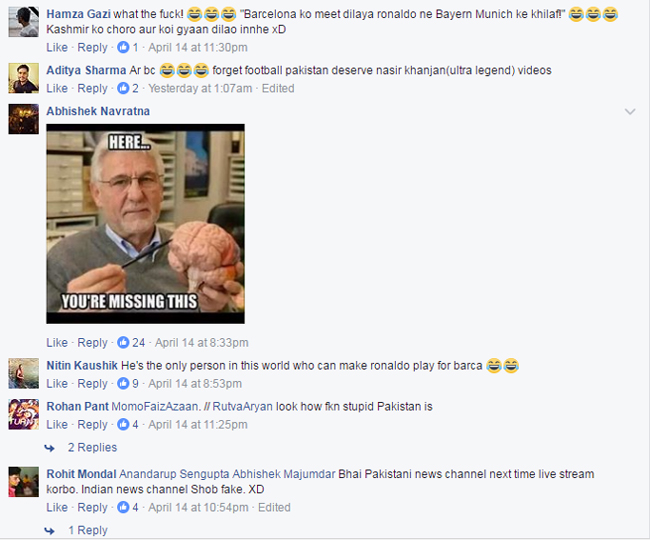 Hamza Gazi what the fuck! 😂😂😂 "Barcelona ko meet dilaya ronaldo ne Bayern Munich ke khilaf!" 😂😂😂
Kashmir ko choro aur koi gyaan dilao innhe xD
Like · Reply · 1 · April 14 at 11:30pm
Aditya Sharma Ar bc 😂😂😂 forget football pakistan deserve nasir khanjan(ultra legend) videos
Like · Reply · 2 · Yesterday at 1:07am · Edited
Abhishek Navratna
HERE...
YOU'RE MISSING THIS
Like · Reply · 24 · April 14 at 8:33pm
Nitin Kaushik He's the only person in this world who can make ronaldo play for barca 😂😂
Like · Reply · 9 · April 14 at 8:53pm
Rohan Pant MomoFaizAzaan. // RutvaAryan look how fkn stupid Pakistan is
Like · Reply · 4 · April 14 at 11:25pm
2 Replies
Rohit Mondal Anandarup Sengupta Abhishek Majumdar Bhai Pakistani news channel next time live stream
korbo. Indian news channel Shob fake. XD
Like · Reply · 4 · April 14 at 10:54pm · Edited
1 Reply